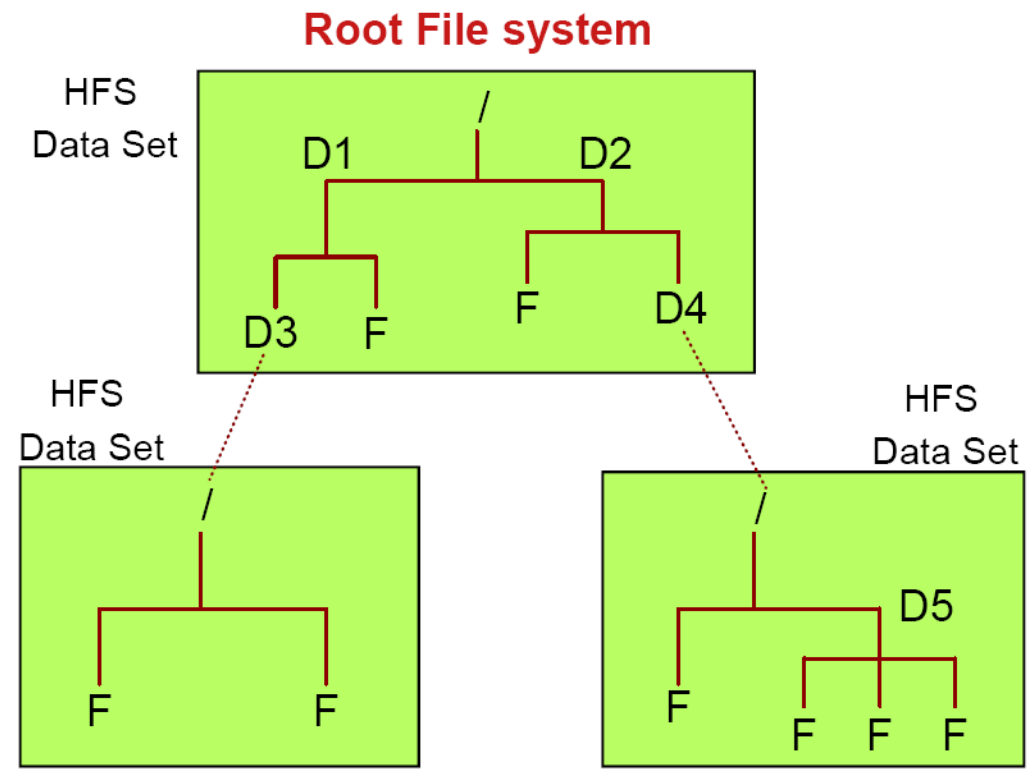 Root File system
HFS
Data Set
/
D1 D2
D3 F F D4
HFS
Data Set
/
F F
HFS
Data Set
/
D5
F F F F